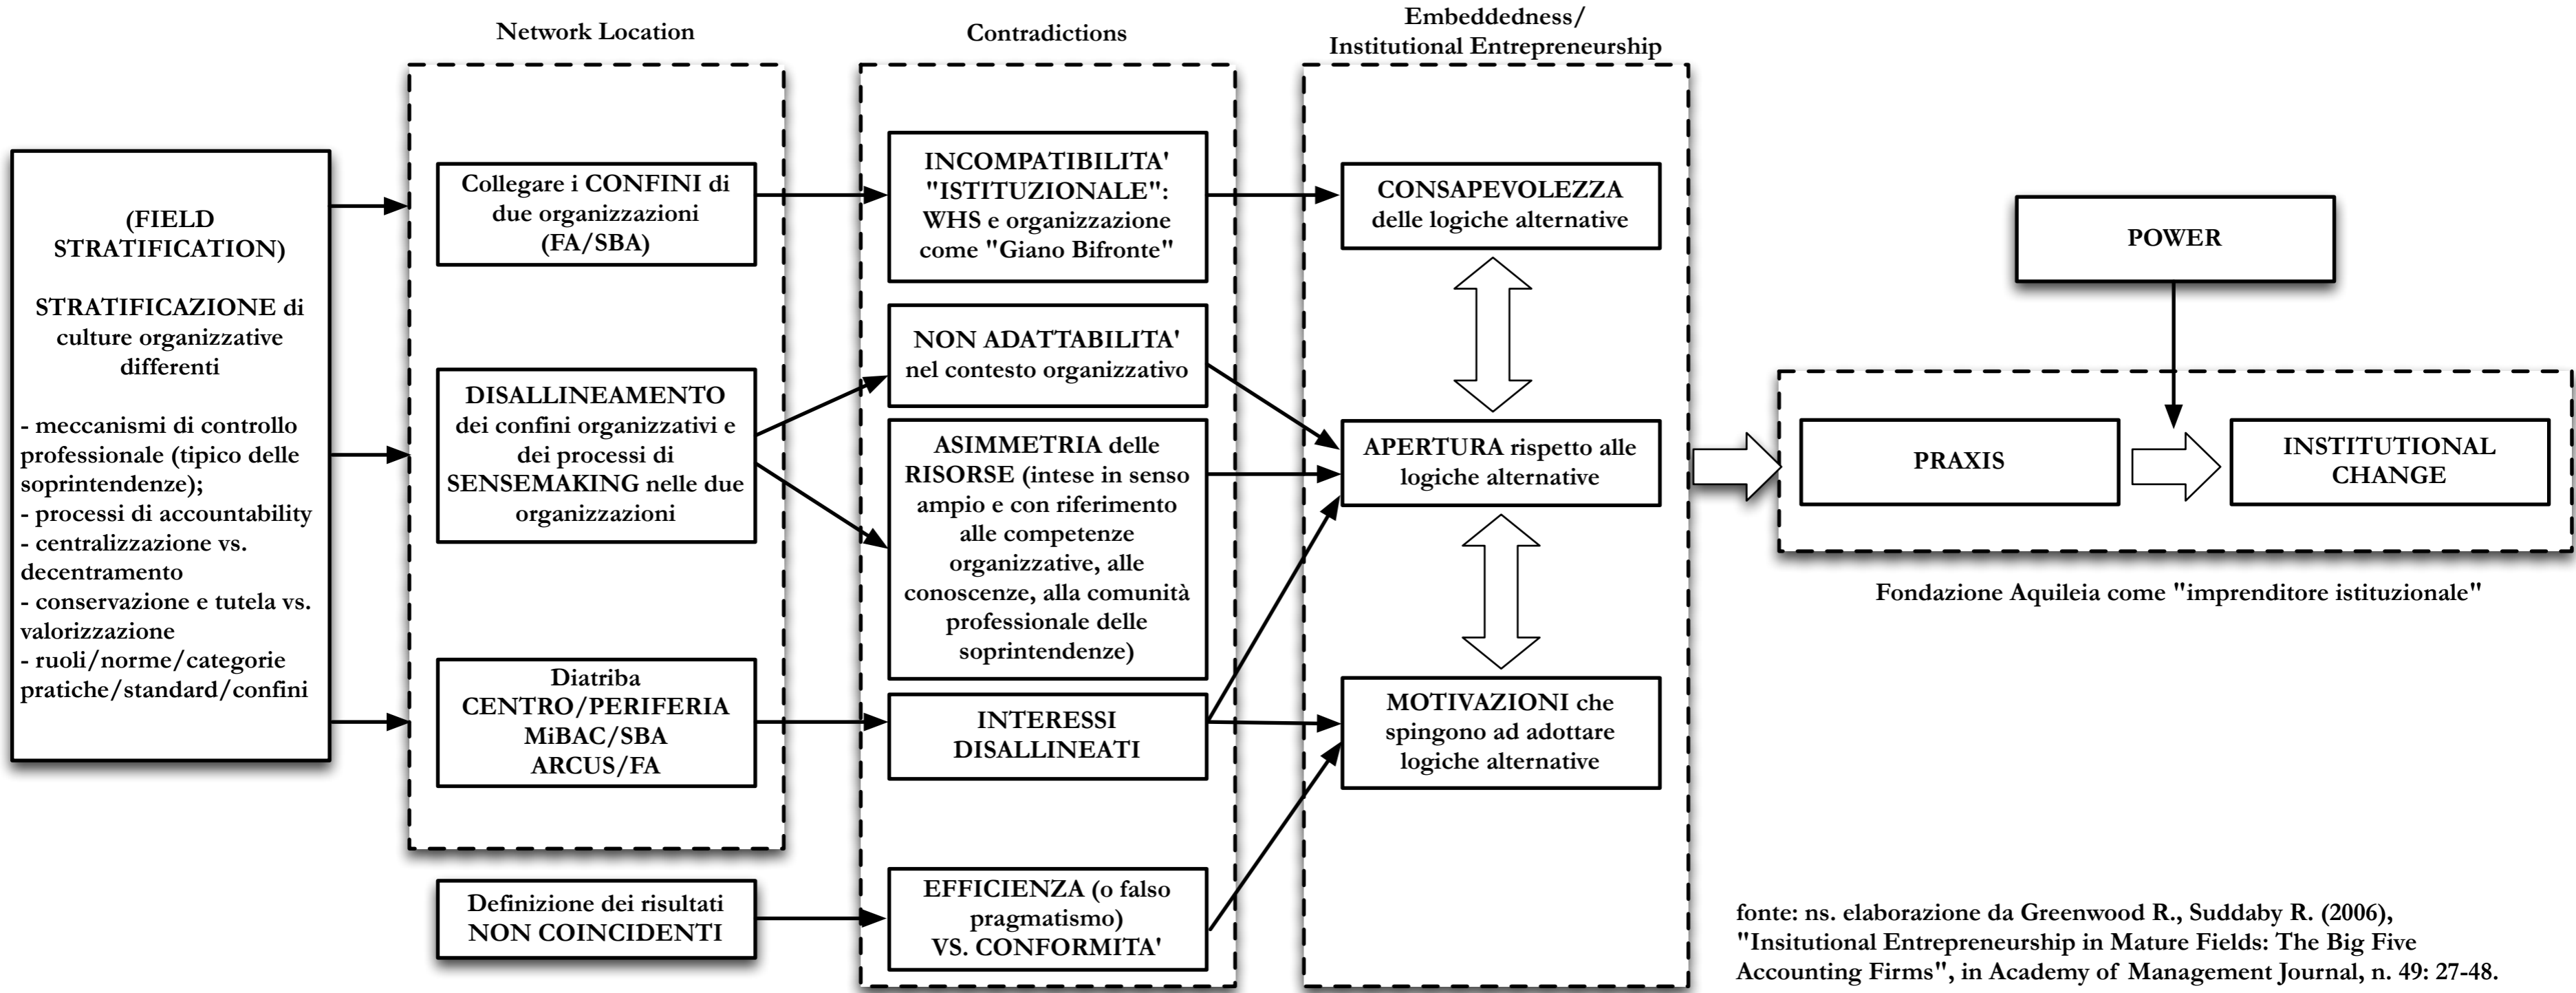 Network Location
Contradictions
Embeddedness/
Institutional Entrepreneurship
(FIELD
STRATIFICATION)
STRATIFICAZIONE di
culture organizzative
differenti
- meccanismi di controllo
professionale (tipico delle
soprintendenze);
- processi di accountability
- centralizzazione vs.
decentramento
- conservazione e tutela vs.
valorizzazione
- ruoli/norme/categorie
pratiche/standard/confini
Collegare i CONFINI di
due organizzazioni
(FA/SBA)
DISALLINEAMENTO
dei confini organizzativi e
dei processi di
SENSEMAKING nelle due
organizzazioni
Diatriba
CENTRO/PERIFERIA
MiBAC/SBA
ARCUS/FA
Definizione dei risultati
NON COINCIDENTI
INCOMPATIBILITA'
"ISTITUZIONALE":
WHS e organizzazione
come "Giano Bifronte"
NON ADATTABILITA'
nel contesto organizzativo
ASIMMETRIA delle
RISORSE (intese in senso
ampio e con riferimento
alle competenze
organizzative, alle
conoscenze, alla comunità
professionale delle
soprintendenze)
INTERESSI
DISALLINEATI
EFFICIENZA (o falso
pragmatismo)
VS. CONFORMITA'
CONSAPEVOLEZZA
delle logiche alternative
APERTURA rispetto alle
logiche alternative
MOTIVAZIONI che
spingono ad adottare
logiche alternative
POWER
PRAXIS
INSTITUTIONAL
CHANGE
Fondazione Aquileia come "imprenditore istituzionale"
fonte: ns. elaborazione da Greenwood R., Suddaby R. (2006),
"Insitutional Entrepreneurship in Mature Fields: The Big Five
Accounting Firms", in Academy of Management Journal, n. 49: 27-48.